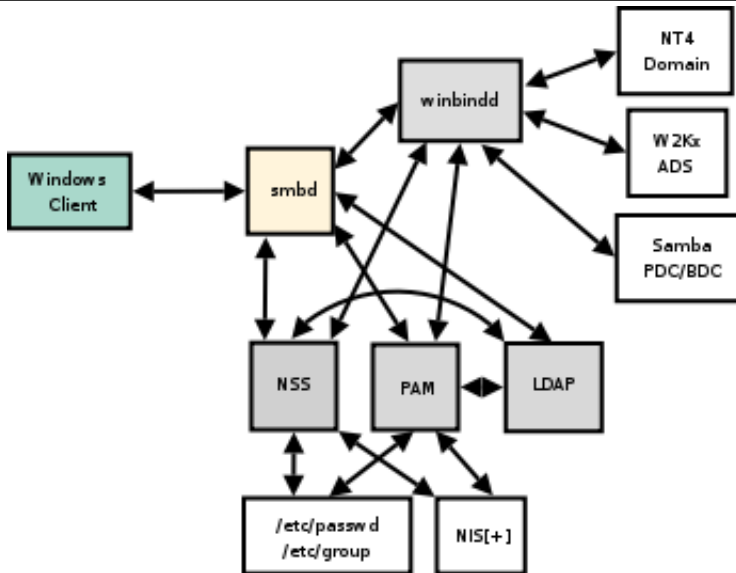 NT4
Domain
winbindd
W2Kx
ADS
Windows
Client
smbd
Samba
PDC/BDC
NSS
PAM
LDAP
/etc/passwd
/etc/group
NIS[+]